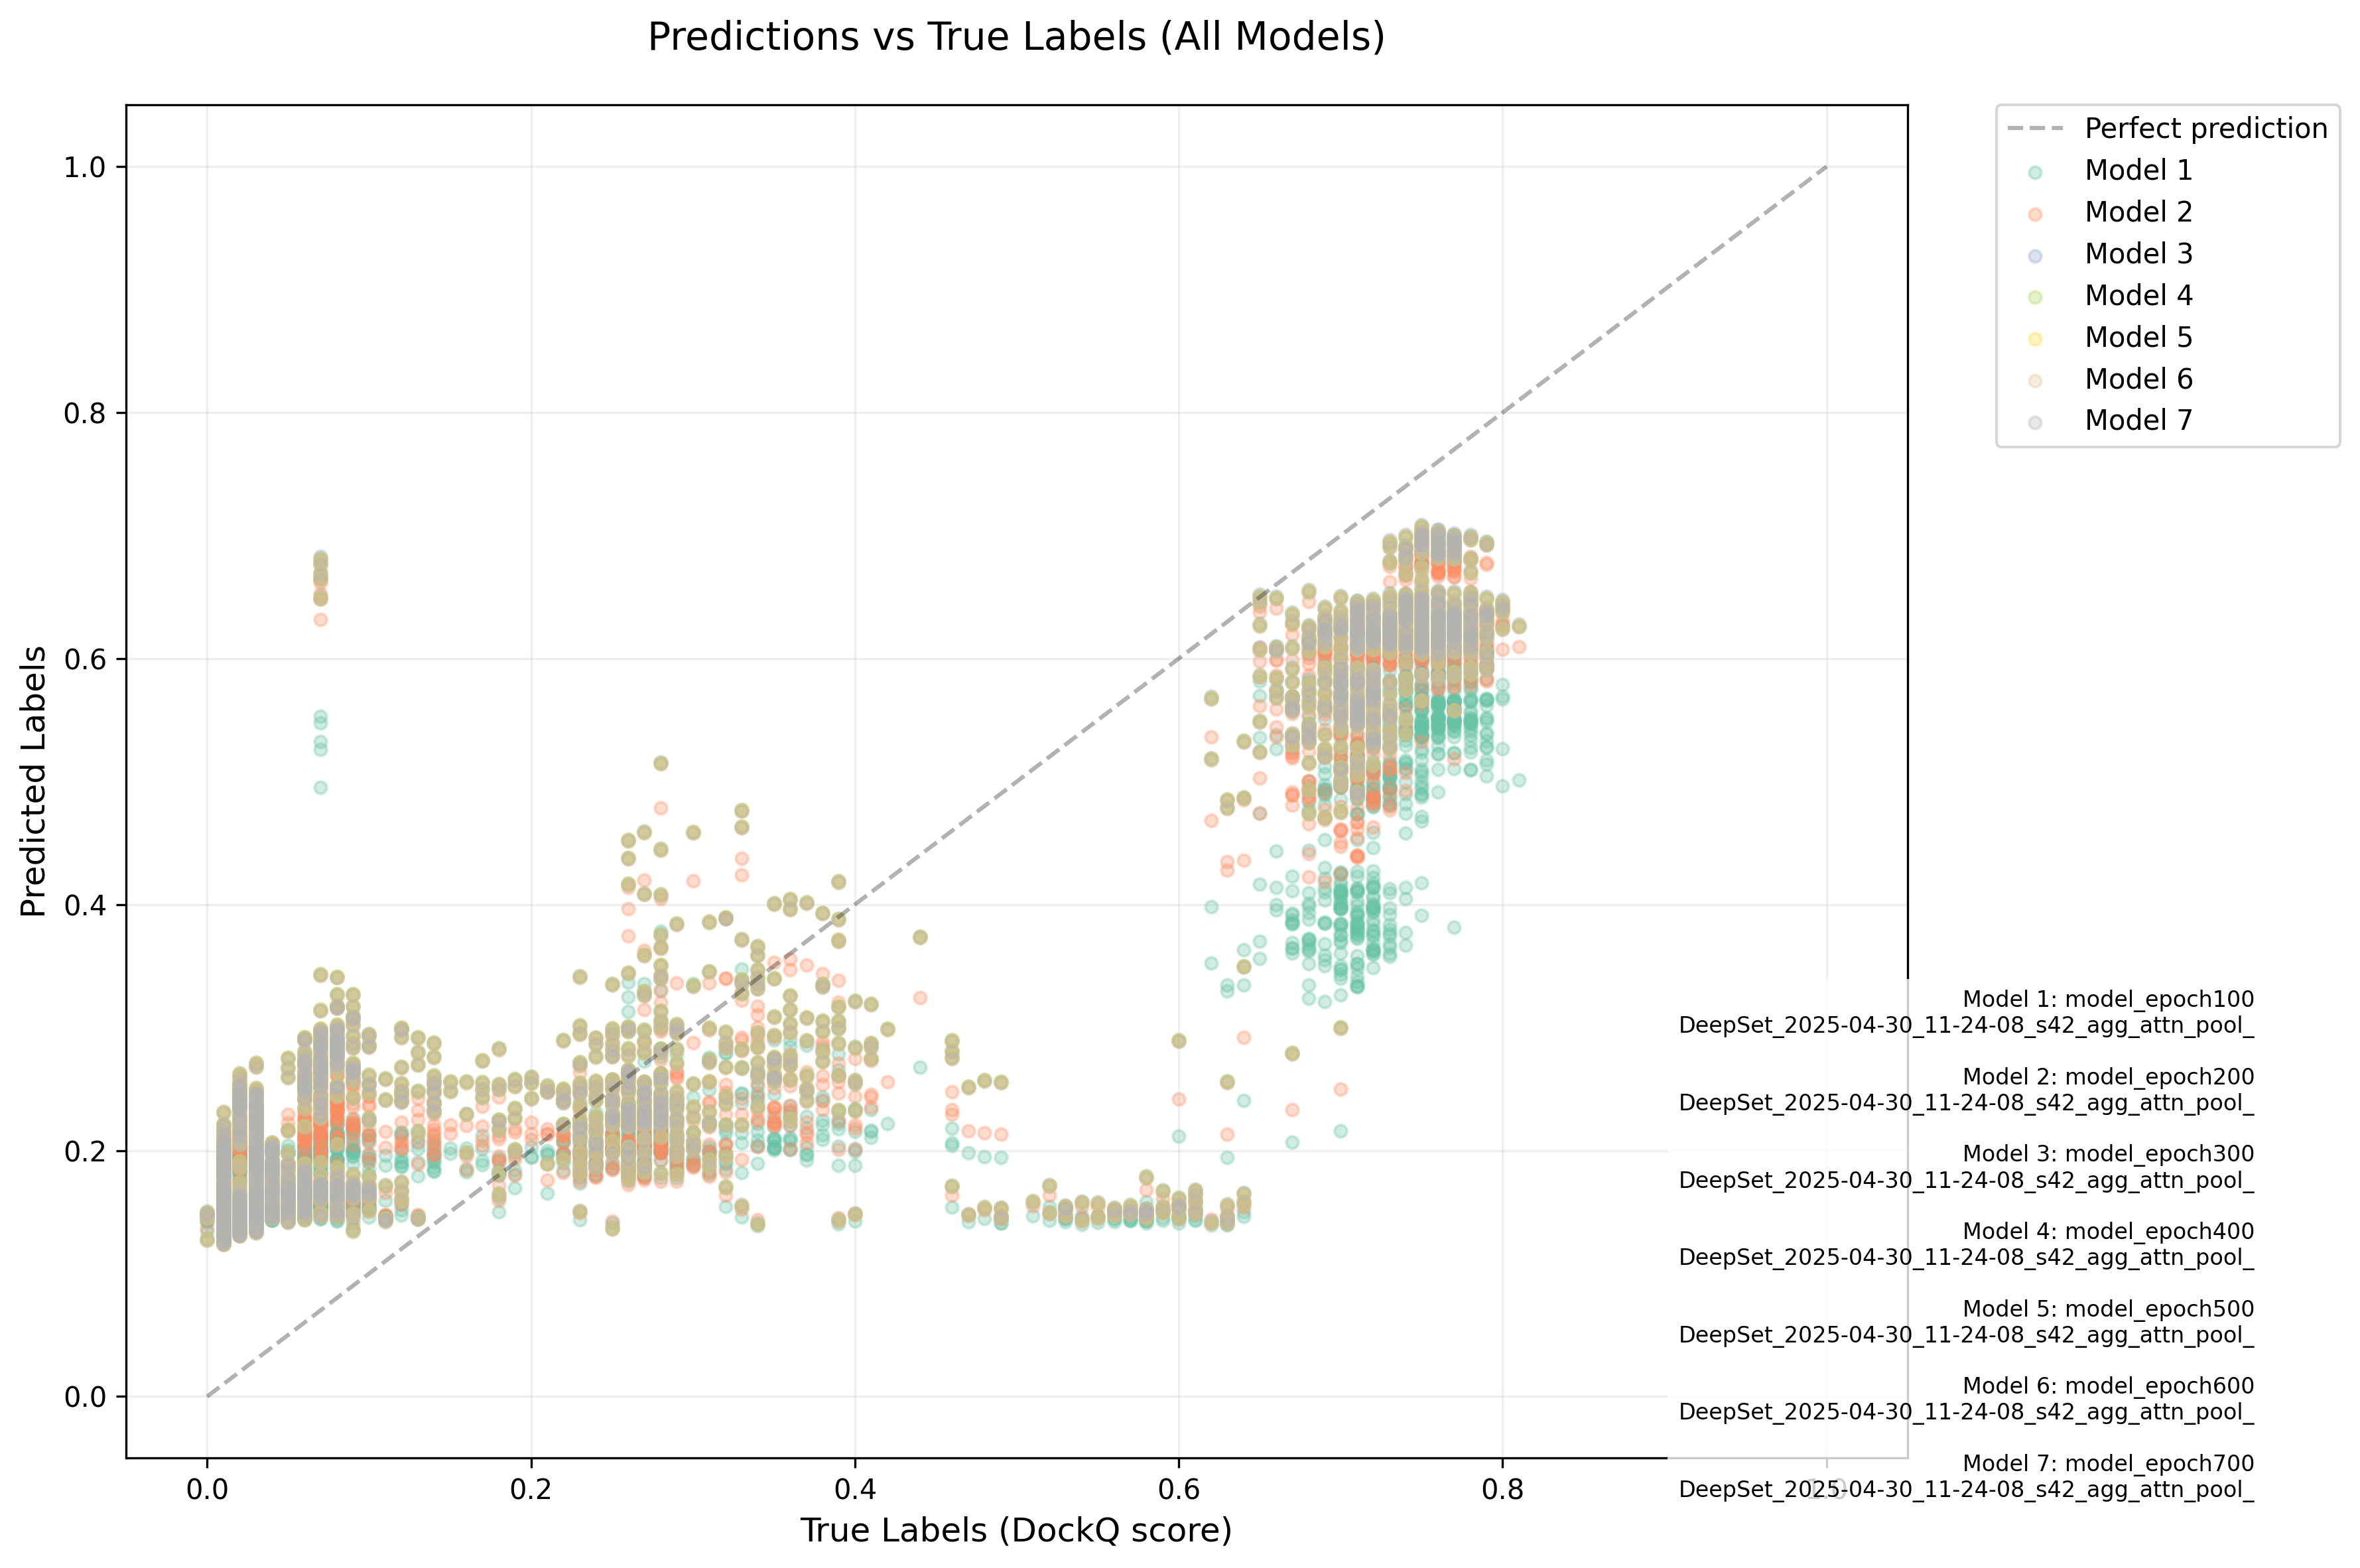 Predictions vs True Labels (All Models)
Perfect prediction
Model 1
Model 2
Model 3
Model 4
Model 5
Model 6
Model 7
Predicted Labels
1.0
0.8
0.6
0.4
0.2
0.0
0.0 0.2 0.4 0.6 0.8 1.0
True Labels (DockQ score)
Model 1: model_epoch100
DeepSet_2025-04-30_11-24-08_s42_agg_attn_pool_
Model 2: model_epoch200
DeepSet_2025-04-30_11-24-08_s42_agg_attn_pool_
Model 3: model_epoch300
DeepSet_2025-04-30_11-24-08_s42_agg_attn_pool_
Model 4: model_epoch400
DeepSet_2025-04-30_11-24-08_s42_agg_attn_pool_
Model 5: model_epoch500
DeepSet_2025-04-30_11-24-08_s42_agg_attn_pool_
Model 6: model_epoch600
DeepSet_2025-04-30_11-24-08_s42_agg_attn_pool_
Model 7: model_epoch700
DeepSet_2025-04-30_11-24-08_s42_agg_attn_pool_